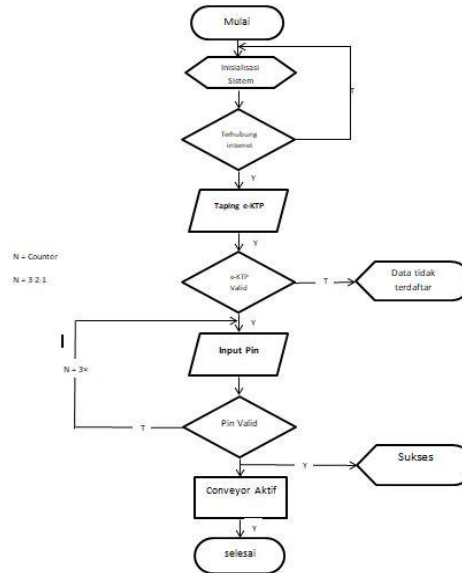 Mulai
Inisialisasi
Sistem
T
Terhubung
internet
Y
Taping e-KTP
Y
N = Counter
N = 3-2-1
e-KTP
Valid
T
Data tidak
terdaftar
Y
Input Pin
N = 3×
Pin Valid
T
Y
Sukses
Conveyor Aktif
Y
selesai